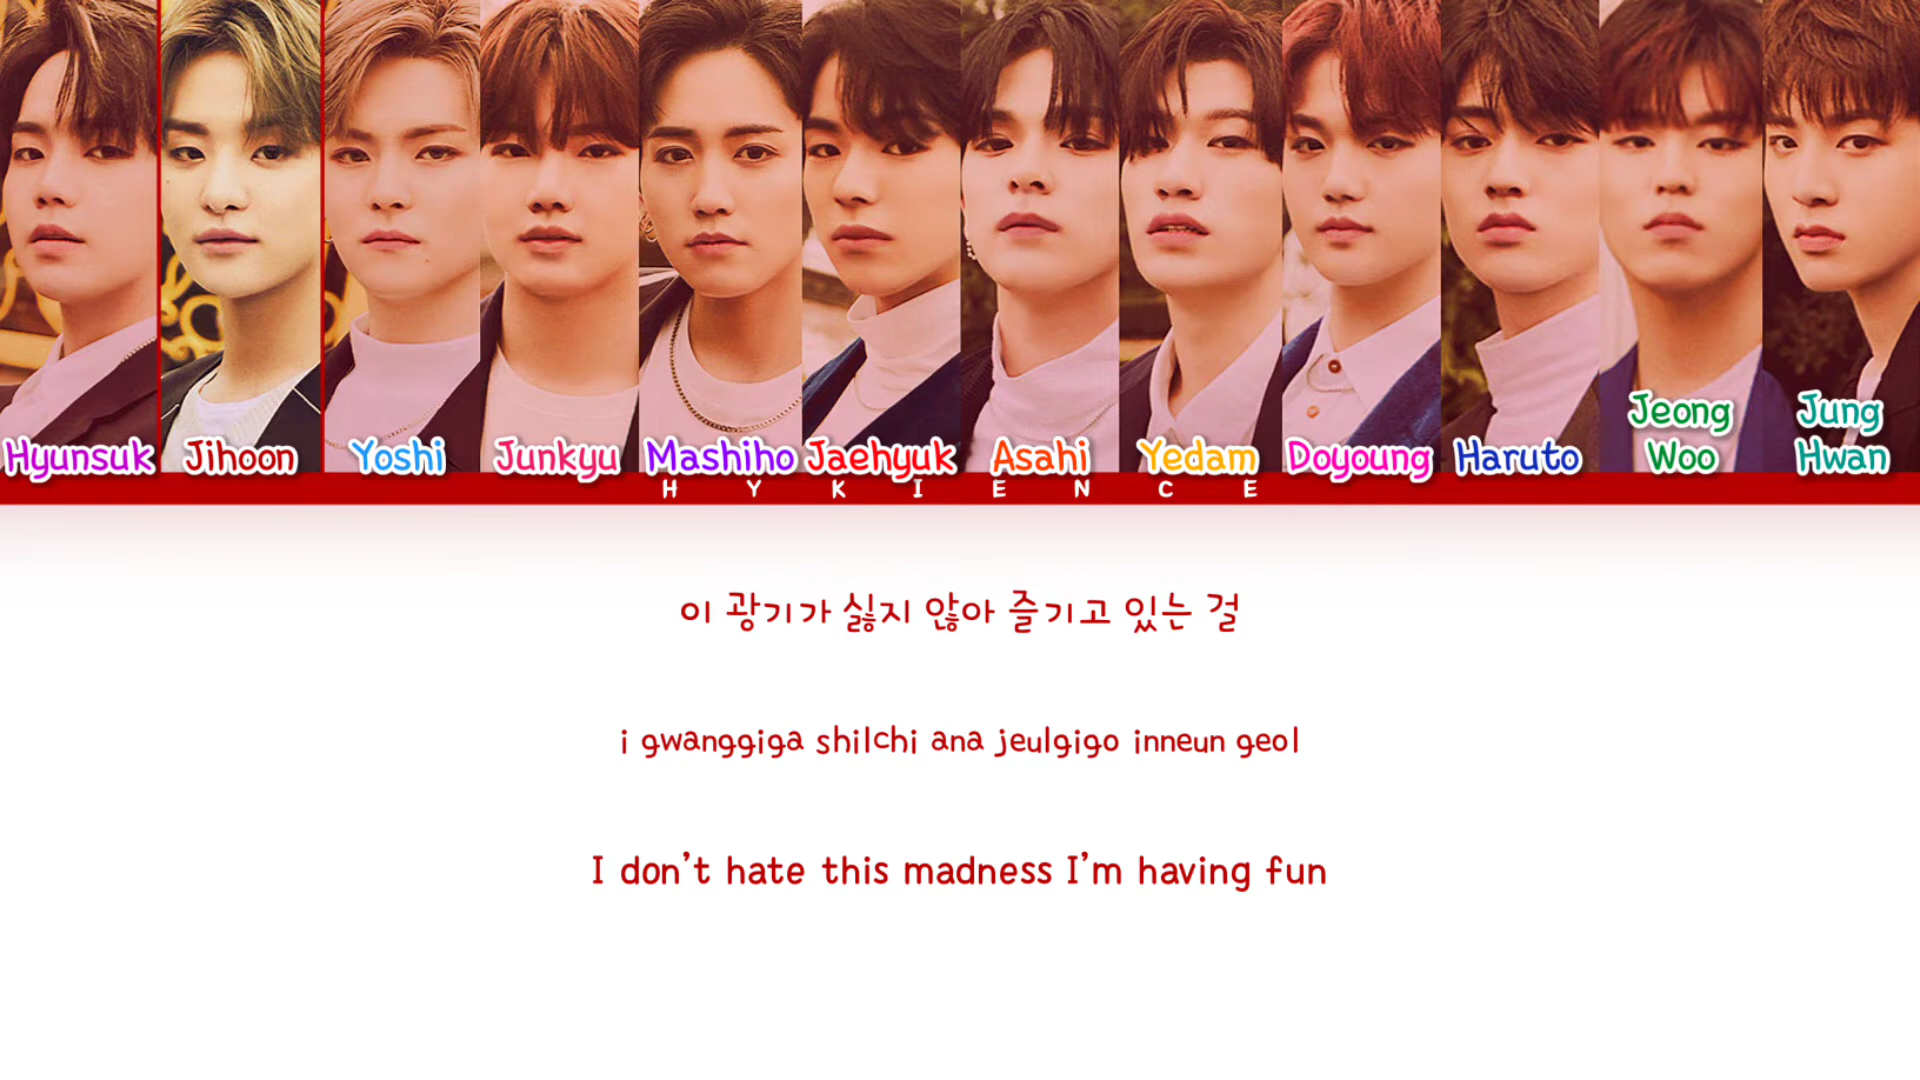 Hyunsuk Jihoon Yoshi Junkyu Mashiho Jaehyuk Asahi Yedam Doyoung Haruto Jeong Woo Jung Hwan
HYKIENCE
이 광기가 싫지 않아 즐기고 있는 걸
i gwanggiga shilchi ana jeulgigo inneun geol
I don't hate this madness I'm having fun